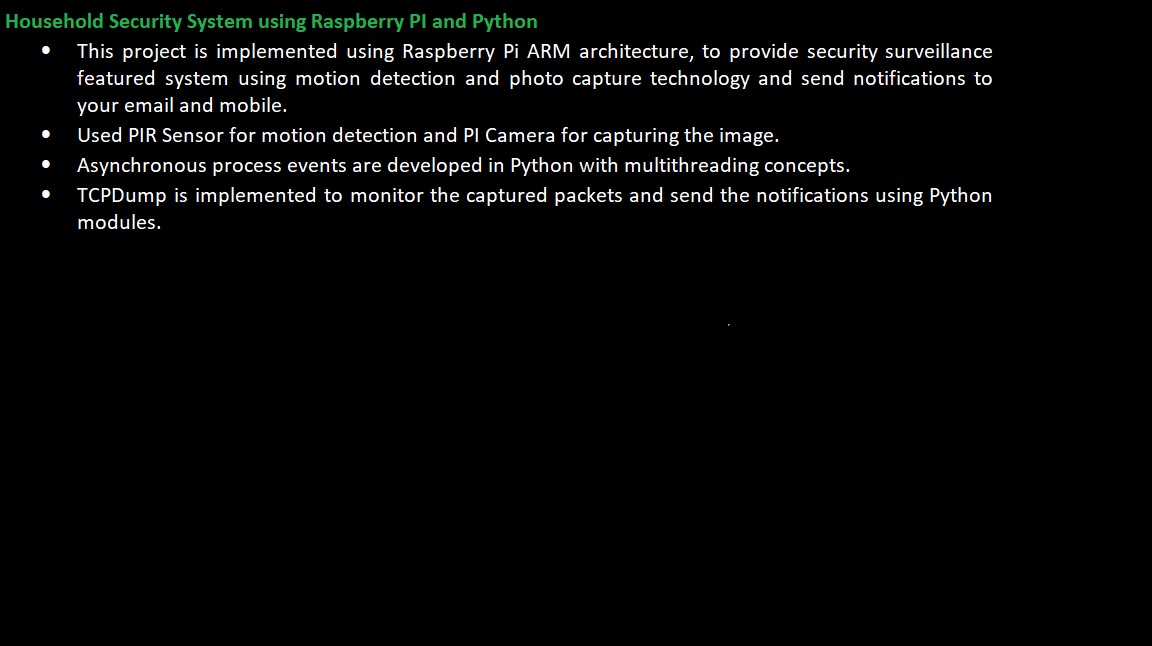 Household Security System using Raspberry PI and Python
• This project is implemented using Raspberry Pi ARM architecture, to provide security surveillance
featured system using motion detection and photo capture technology and send notifications to
your email and mobile.
• Used PIR Sensor for motion detection and PI Camera for capturing the image.
• Asynchronous process events are developed in Python with multithreading concepts.
• TCPDump is implemented to monitor the captured packets and send the notifications using Python
modules.